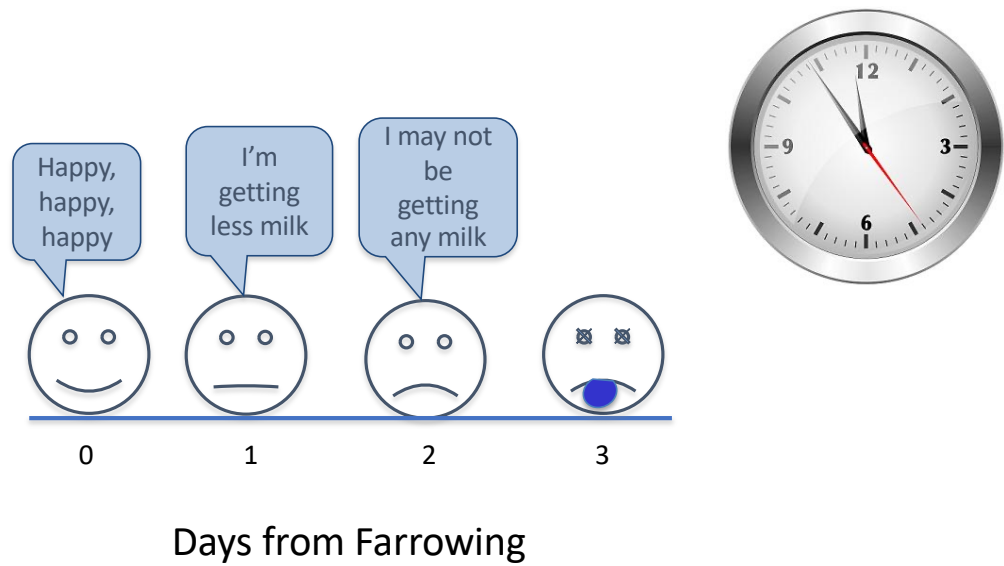 Happy,
happy,
happy
I'm
getting
less milk
I may not
be
getting
any milk
12
9
3
6
0
1
2
3
Days from Farrowing